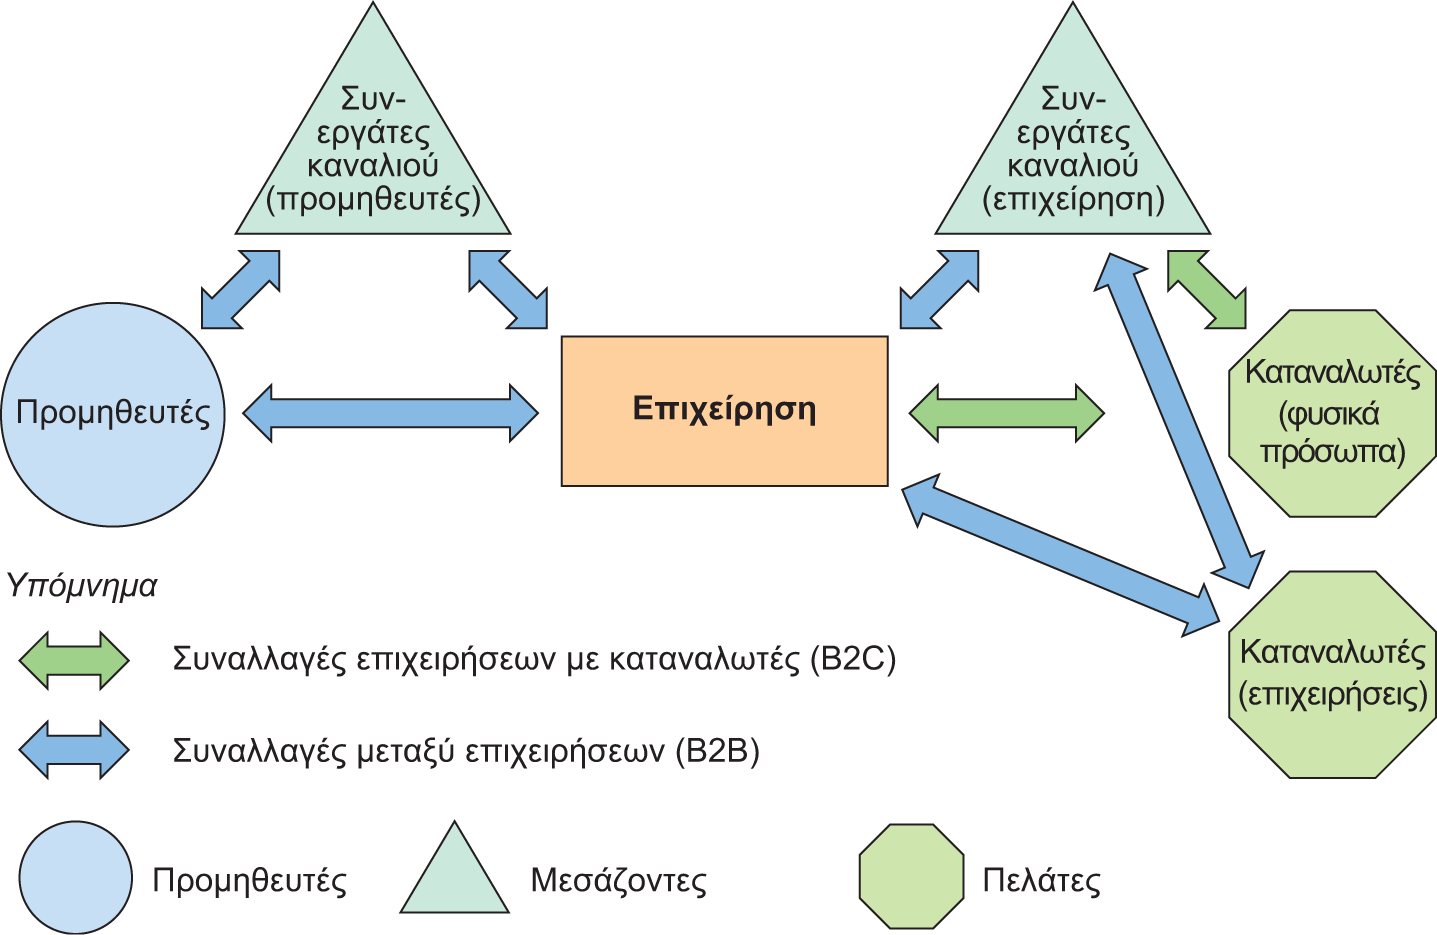 Συν-
εργάτες
καναλιού
(προμηθευτές)
Συν-
εργάτες
καναλιού
(επιχείρηση)
Προμηθευτές
Επιχείρηση
Καταναλωτές
(φυσικά
πρόσωπα)
Καταναλωτές
(επιχειρήσεις)
Υπόμνημα
Συναλλαγές επιχειρήσεων με καταναλωτές (B2C)
Συναλλαγές μεταξύ επιχειρήσεων (B2B)
Προμηθευτές
Μεσάζοντες
Πελάτες